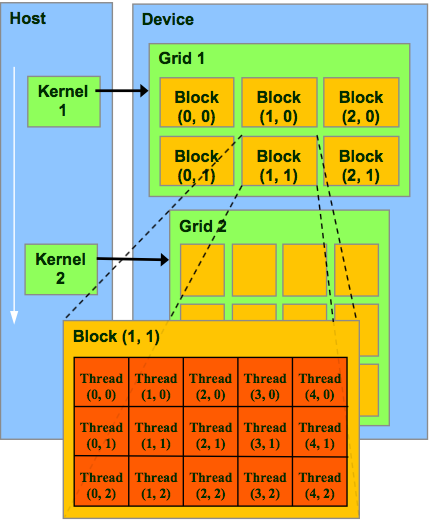 Host
Device
Grid 1
Kernel
1
Block
(0, 0)
Block
(1, 0)
Block
(2, 0)
Block
(0, 1)
Block
(1, 1)
Block
(2, 1)
Grid 2
Kernel
2
Block (1, 1)
Thread
(0, 0)
Thread
(1, 0)
Thread
(2, 0)
Thread
(3, 0)
Thread
(4, 0)
Thread
(0, 1)
Thread
(1, 1)
Thread
(2, 1)
Thread
(3, 1)
Thread
(4, 1)
Thread
(0, 2)
Thread
(1, 2)
Thread
(2, 2)
Thread
(3, 2)
Thread
(4, 2)